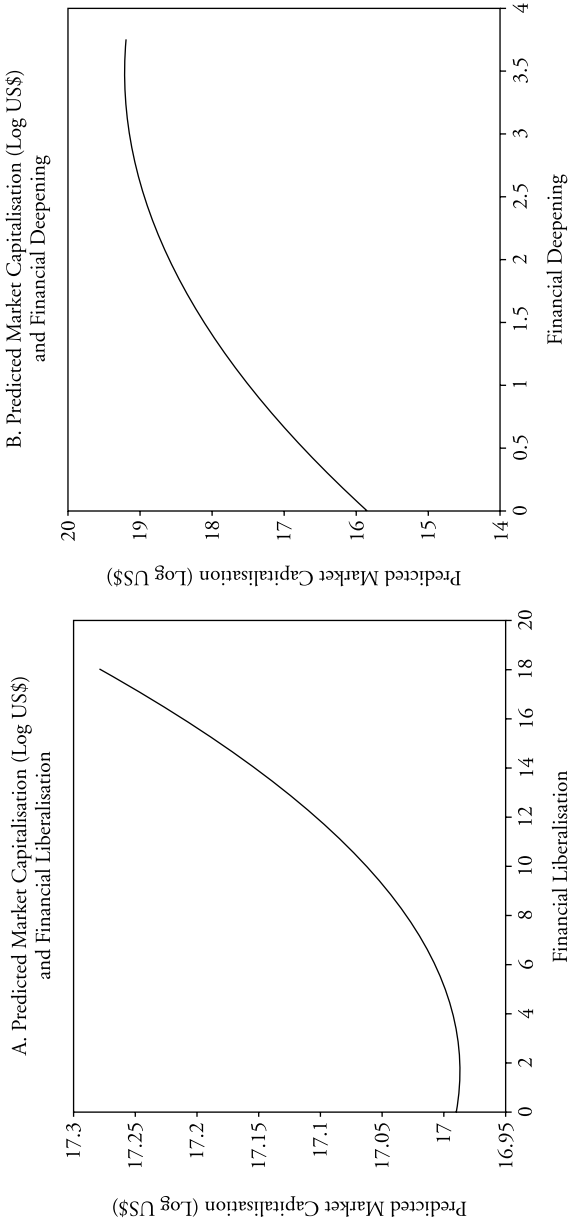 A. Predicted Market Capitalisation (Log US$)
and Financial Liberalisation
Predicted Market Capitalisation (Log US$)
17.3
17.25
17.2
17.15
17.1
17.05
17
16.95
0 2 4 6 8 10 12 14 16 18 20
Financial Liberalisation
B. Predicted Market Capitalisation (Log US$)
and Financial Deepening
Predicted Market Capitalisation (Log US$)
20
19
18
17
16
15
14
0 0.5 1 1.5 2 2.5 3 3.5 4
Financial Deepening